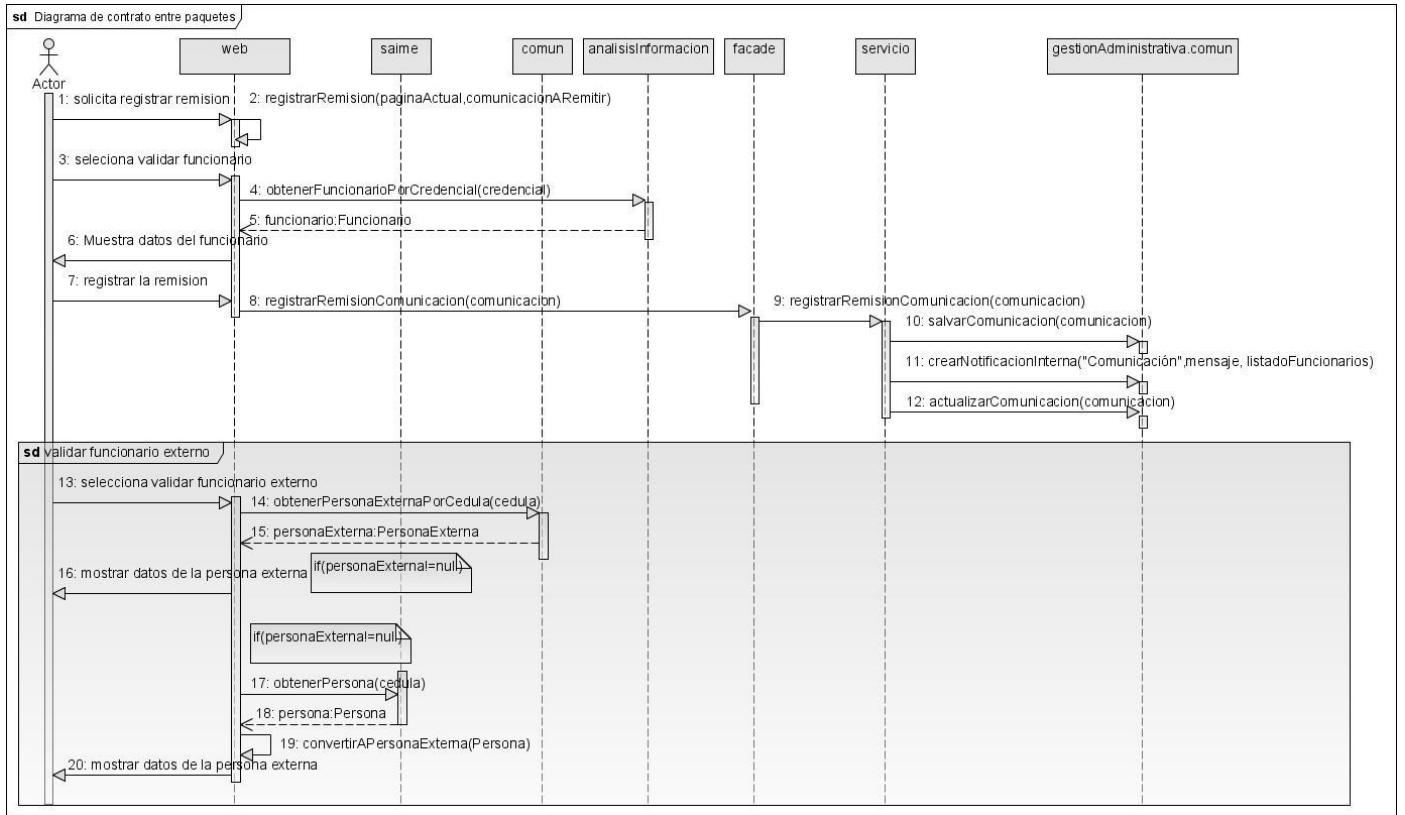 sd Diagrama de contrato entre paquetes
web
saime
comun
analisisInformacion
facade
servicio
gestionAdministrativa.comun
Actor
1: solicita registrar remision
2: registrarRemision(paginaActual,comunicacionARemitir)
3: seleciona validar funcionario
4: obtenerFuncionarioPorCredencial(credencial)
5: funcionario:Funcionario
6: Muestra datos del funcionario
7: registrar la remision
8: registrarRemisionComunicacion(comunicacion)
9: registrarRemisionComunicacion(comunicacion)
10: salvarComunicacion(comunicacion)
11: crearNotificacionInterna("Comunicación",mensaje, listadoFuncionarios)
12: actualizarComunicacion(comunicacion)
sd validar funcionario externo
13: selecciona validar funcionario externo
14: obtenerPersonaExternaPorCedula(cedula)
15: personaExterna:PersonaExterna
if(personaExterna!=null)
16: mostrar datos de la persona externa
if(personaExterna!=null)
17: obtenerPersona(cedula)
18: persona:Persona
19: convertirAPersonaExterna(Persona)
20: mostrar datos de la persona externa